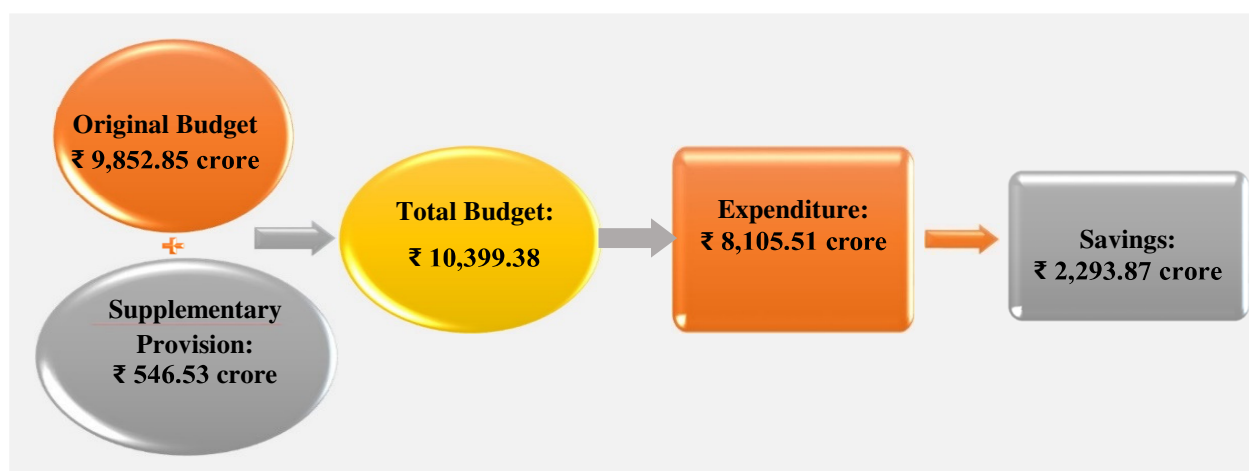 Original Budget
₹ 9,852.85 crore
+
Supplementary
Provision:
₹ 546.53 crore
Total Budget:
₹ 10,399.38
Expenditure:
₹ 8,105.51 crore
Savings:
₹ 2,293.87 crore